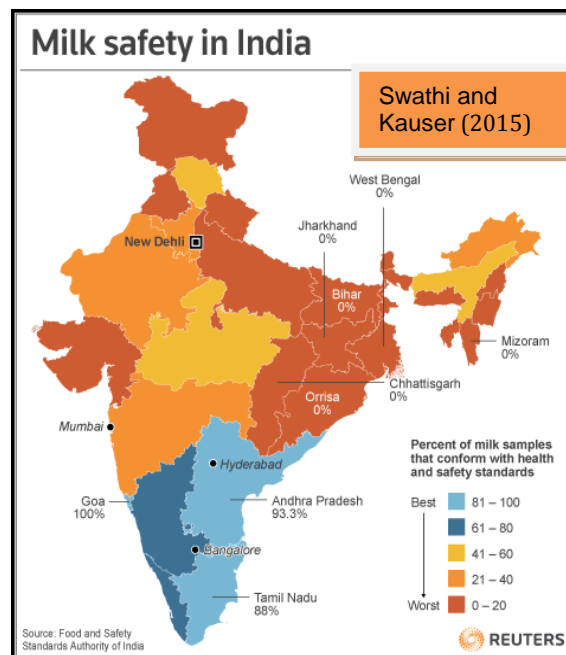 Milk safety in India
Swathi and
Kauser (2015)
West Bengal
0%
Jharkhand
0%
New Dehli
Bihar
0%
Mizoram
0%
Chhattisgarh
0%
Orrisa
0%
Mumbai
Hyderabad
Goa
100%
Andhra Pradesh
93.3%
Bangalore
Tamil Nadu
88%
Percent of milk samples
that conform with health
and safety standards
Best
81 – 100
61 – 80
41 – 60
21 – 40
Worst
0 – 20
Source: Food and Safety
Standards Authority of India
REUTERS